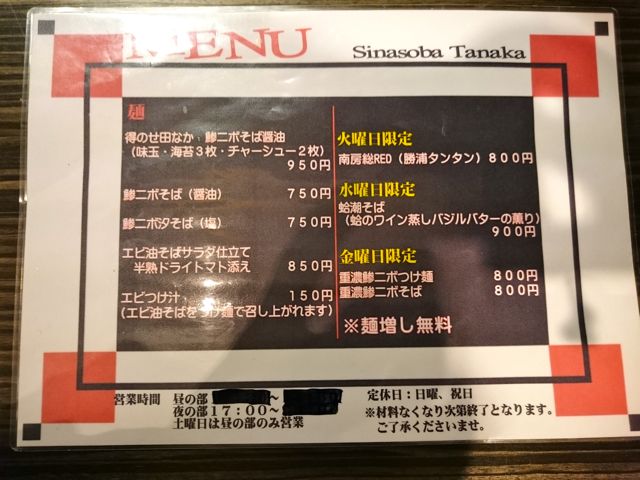 MENU
Sinasoba Tanaka
麺
得のせ田なか 鯵ニボそば醤油
(味玉・海苔3枚・チャーシュー2枚)
950円
鯵ニボそば(醤油) 750円
鯵ニボ汐そば(塩) 750円
エビ油そばサラダ仕立て
半熟ドライトマト添え 850円
エビつけ汁 150円
(エビ油そばをつけ麺で召し上がれます)
火曜日限定
南房総RED(勝浦タンタン)800円
水曜日限定
蛤潮そば
(蛤のワイン蒸しバジルバターの薫り)
900円
金曜日限定
重濃鯵ニボつけ麺 800円
重濃鯵ニボそば 800円
※麺増し無料
営業時間 昼の部 ~
夜の部17:00~
土曜日は昼の部のみ営業
定休日:日曜、祝日
※材料なくなり次第終了となります。
ご了承くださいませ。